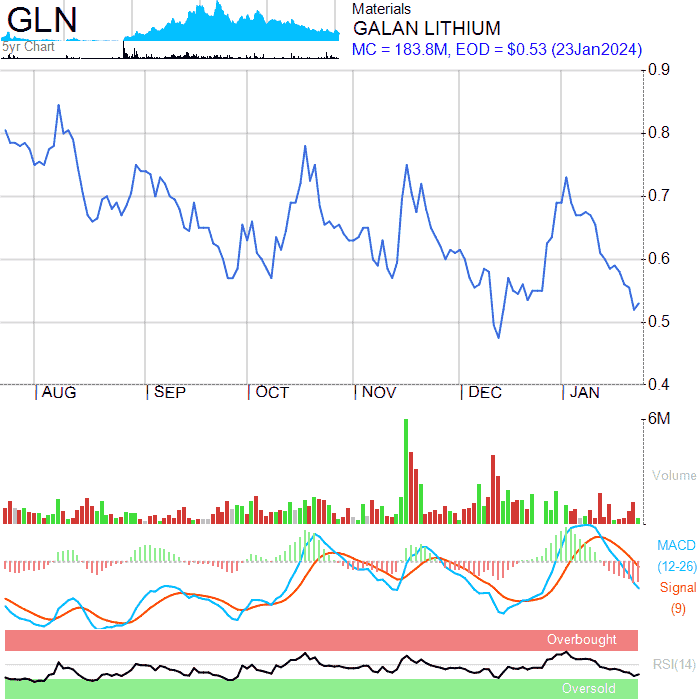 GLN
5yr Chart
Materials
GALAN LITHIUM
MC = 183.8M, EOD = $0.53 (23Jan2024)
0.9
0.8
0.7
0.6
0.5
0.4
AUG SEP OCT NOV DEC JAN
6M
Volume
MACD
(12-26)
Signal
(9)
Overbought
RSI(14)
Oversold